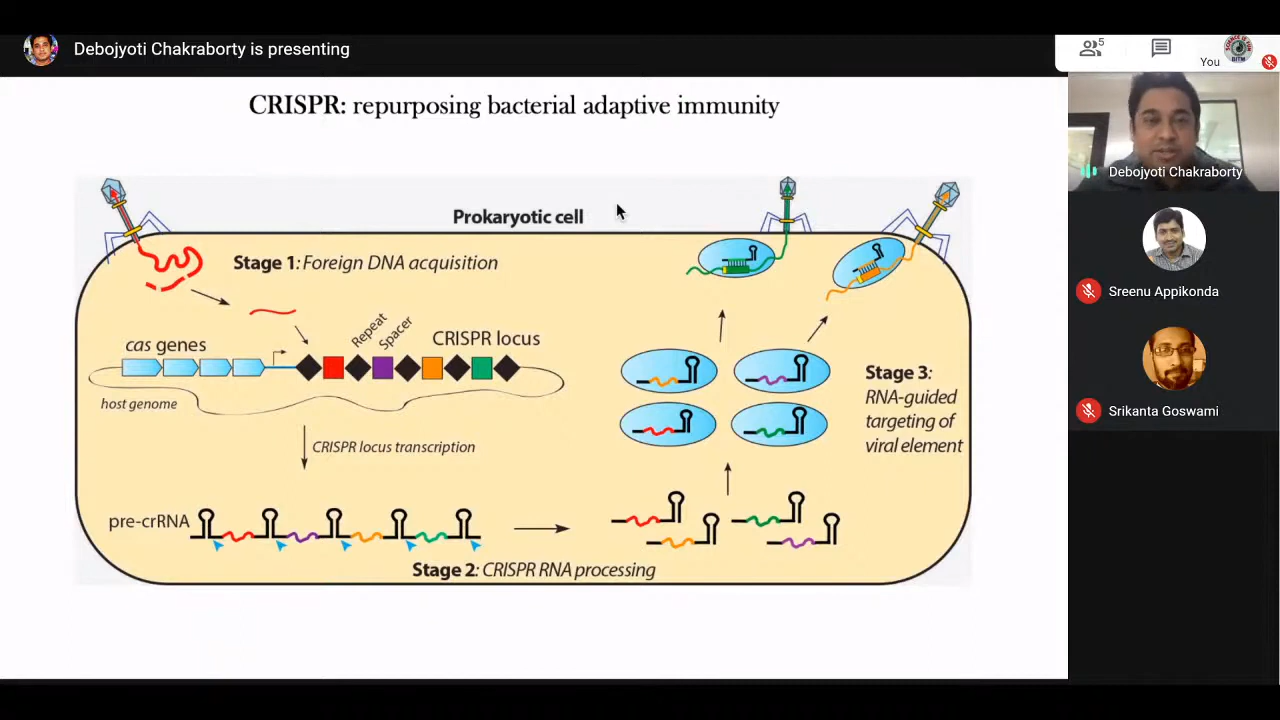 Debojyoti Chakraborty is presenting
5
You
CRISPR: repurposing bacterial adaptive immunity
Debojyoti Chakraborty
Sreenu Appikonda
Srikanta Goswami
Prokaryotic cell
Stage 1: Foreign DNA acquisition
cas genes
Repeat
Spacer
CRISPR locus
host genome
CRISPR locus transcription
pre-crRNA
Stage 2: CRISPR RNA processing
Stage 3:
RNA-guided
targeting of
viral element